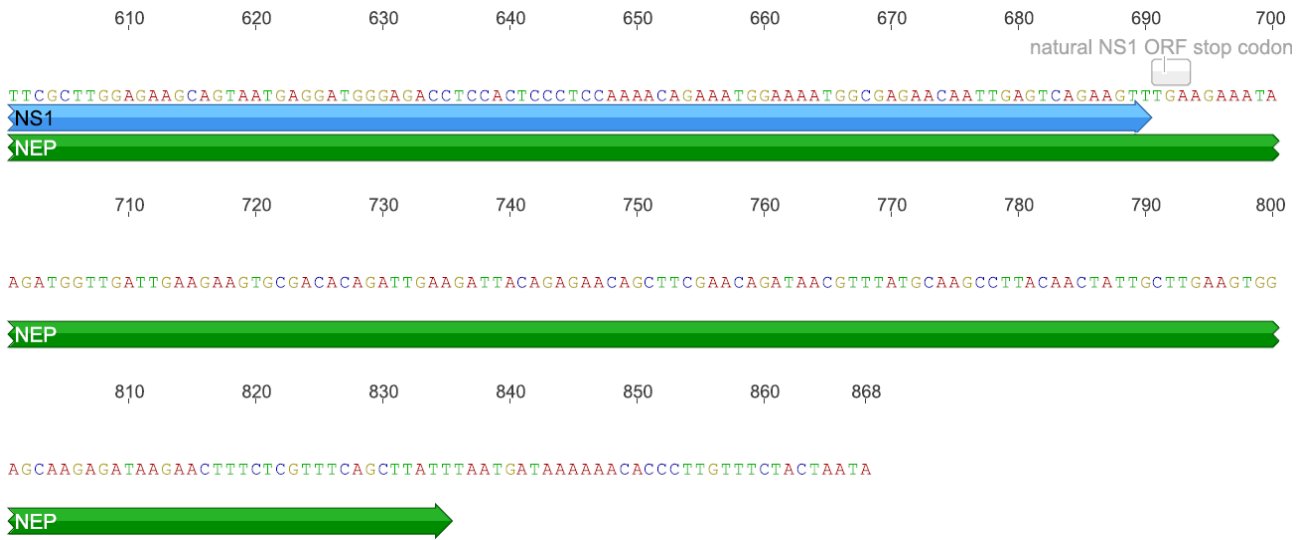 610 620 630 640 650 660 670 680 690 700
natural NS1 ORF stop codon
TTCGCTTGGAGAAGCAGTAATGAGGATGGGAGACCTCCACTCCCTCCAAAACAGAAATGGAAAATGGCGAGAACAATTGAGTCAGAAGTTTGAAGAAATA
NS1
NEP
710 720 730 740 750 760 770 780 790 800
AGATGGTTGATTGAAGAAGTGCGACACAGATTGAAGATTACAGAGAACAGCTTCGAACAGATAACGTTTATGCAAGCCTTACAACTATTGCTTGAAGTGG
NEP
810 820 830 840 850 860 868
AGCAAGAGATAAGAACTTTCTCGTTTCAGCTTATTTAATGATAAAAAACACCCTTGTTTCTACTAATA
NEP